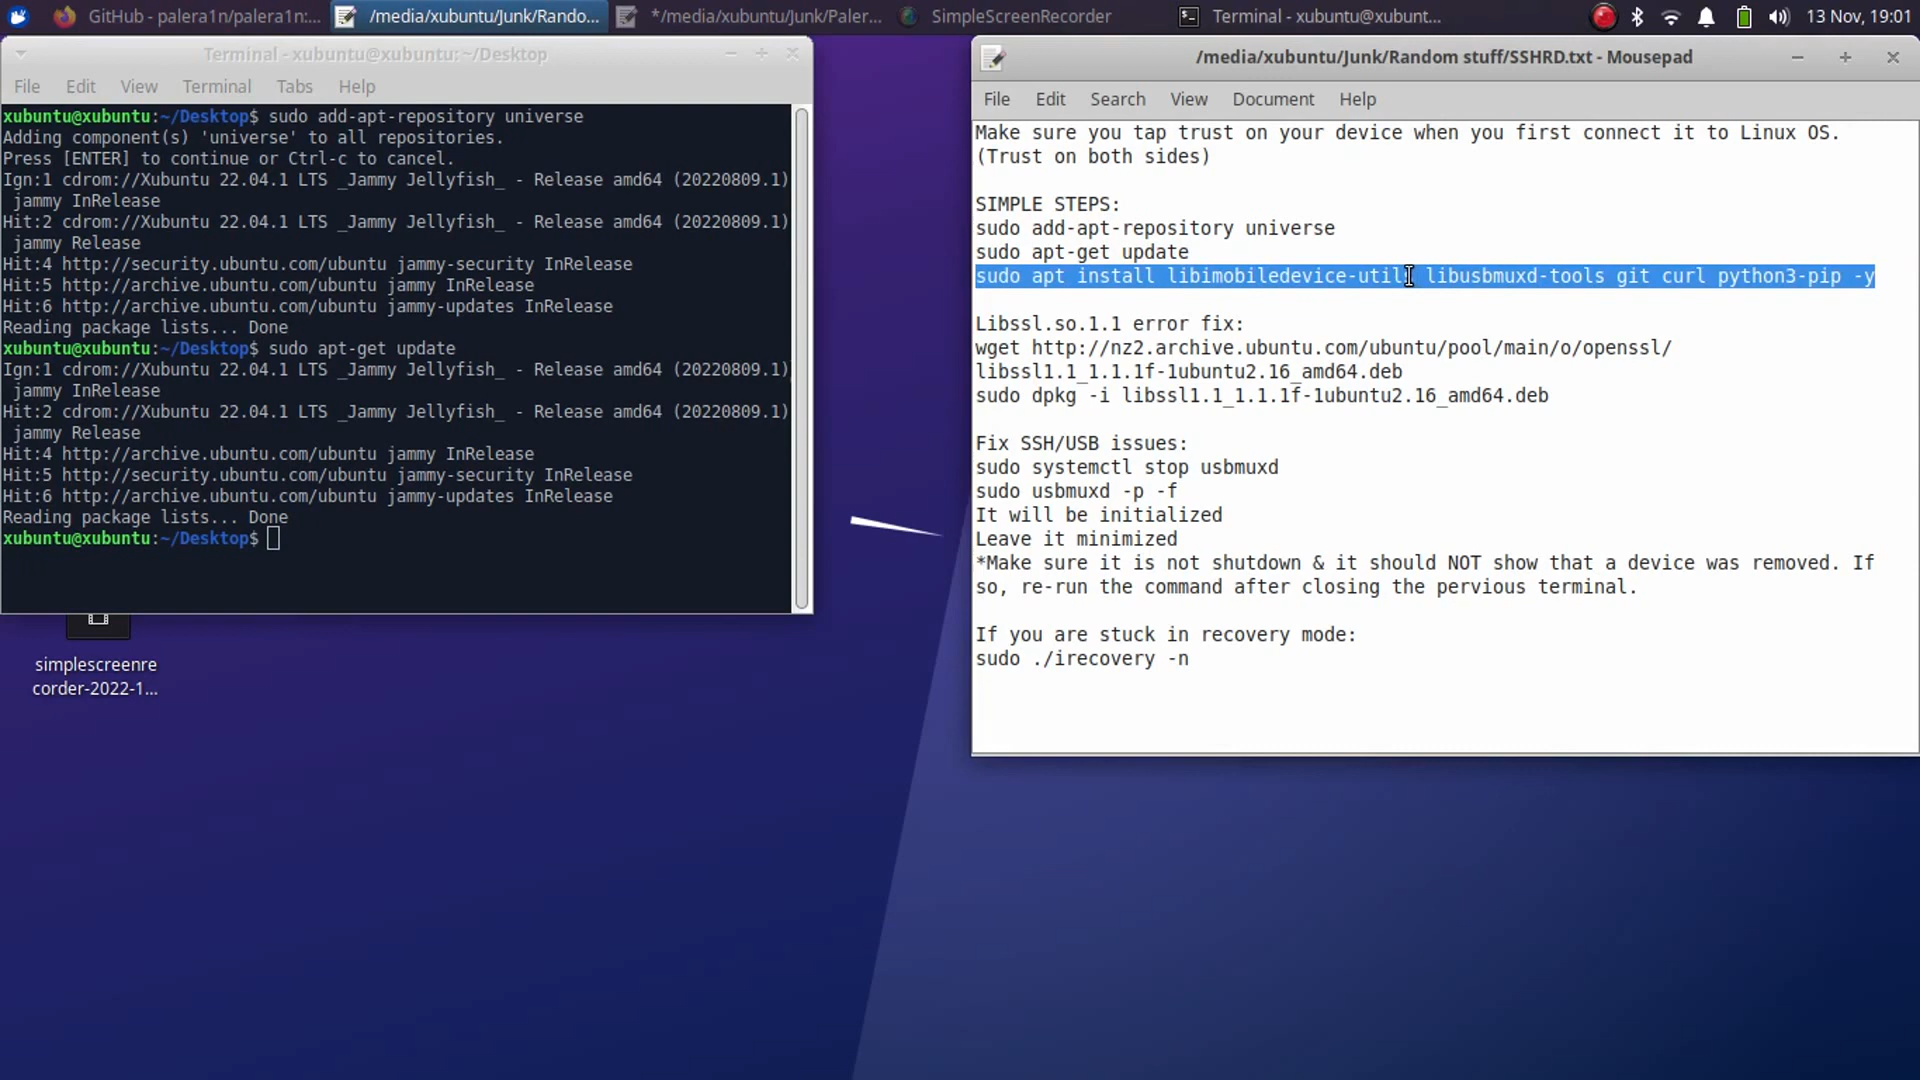 GitHub - palera1n/palera1n:...
/media/xubuntu/Junk/Rando...
*/media/xubuntu/Junk/Paler...
SimpleScreenRecorder
Terminal - xubuntu@xubunt...
13 Nov, 19:01
Terminal - xubuntu@xubuntu: ~/Desktop
File Edit View Terminal Tabs Help
xubuntu@xubuntu:~/Desktop$ sudo add-apt-repository universe
Adding component(s) 'universe' to all repositories.
Press [ENTER] to continue or Ctrl-c to cancel.
Ign:1 cdrom://Xubuntu 22.04.1 LTS _Jammy Jellyfish_ - Release amd64 (20220809.1)
jammy InRelease
Hit:2 cdrom://Xubuntu 22.04.1 LTS _Jammy Jellyfish_ - Release amd64 (20220809.1)
jammy Release
Hit:4 http://security.ubuntu.com/ubuntu jammy-security InRelease
Hit:5 http://archive.ubuntu.com/ubuntu jammy InRelease
Hit:6 http://archive.ubuntu.com/ubuntu jammy-updates InRelease
Reading package lists... Done
xubuntu@xubuntu:~/Desktop$ sudo apt-get update
Ign:1 cdrom://Xubuntu 22.04.1 LTS _Jammy Jellyfish_ - Release amd64 (20220809.1)
jammy InRelease
Hit:2 cdrom://Xubuntu 22.04.1 LTS _Jammy Jellyfish_ - Release amd64 (20220809.1)
jammy Release
Hit:4 http://archive.ubuntu.com/ubuntu jammy InRelease
Hit:5 http://security.ubuntu.com/ubuntu jammy-security InRelease
Hit:6 http://archive.ubuntu.com/ubuntu jammy-updates InRelease
Reading package lists... Done
xubuntu@xubuntu:~/Desktop$
simplescreenre
corder-2022-1...
/media/xubuntu/Junk/Random stuff/SSHRD.txt - Mousepad
File Edit Search View Document Help
Make sure you tap trust on your device when you first connect it to Linux OS.
(Trust on both sides)
SIMPLE STEPS:
sudo add-apt-repository universe
sudo apt-get update
sudo apt install libimobiledevice-utils libusbmuxd-tools git curl python3-pip -y
Libssl.so.1.1 error fix:
wget http://nz2.archive.ubuntu.com/ubuntu/pool/main/o/openssl/
libssl1.1_1.1.1f-1ubuntu2.16_amd64.deb
sudo dpkg -i libssl1.1_1.1.1f-1ubuntu2.16_amd64.deb
Fix SSH/USB issues:
sudo systemctl stop usbmuxd
sudo usbmuxd -p -f
It will be initialized
Leave it minimized
*Make sure it is not shutdown & it should NOT show that a device was removed. If
so, re-run the command after closing the pervious terminal.
If you are stuck in recovery mode:
sudo ./irecovery -n